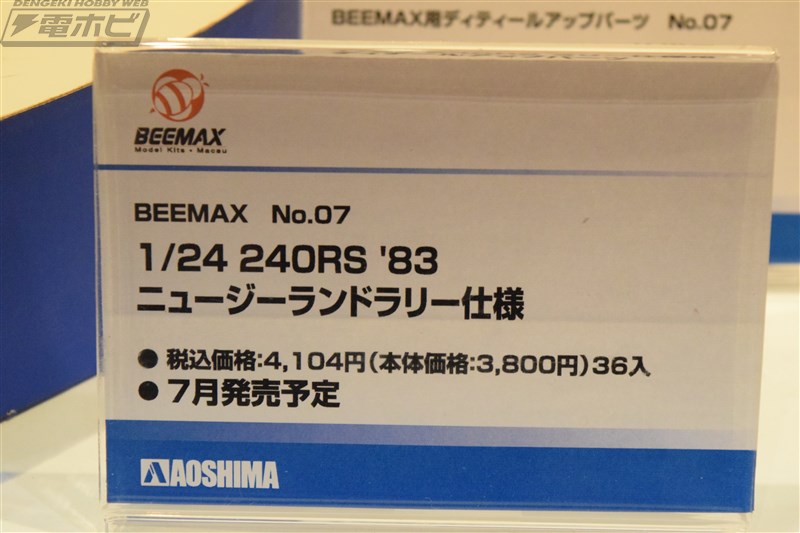 DENGEKI HOBBY WEB
電ホビ
BEEMAX用ディティールアップパーツ No.07
BEEMAX
Model Kits • Macau
BEEMAX No.07
1/24 240RS '83
ニュージーランドラリー仕様
● 税込価格:4,104円(本体価格:3,800円)36入
● 7月発売予定
AOSHIMA